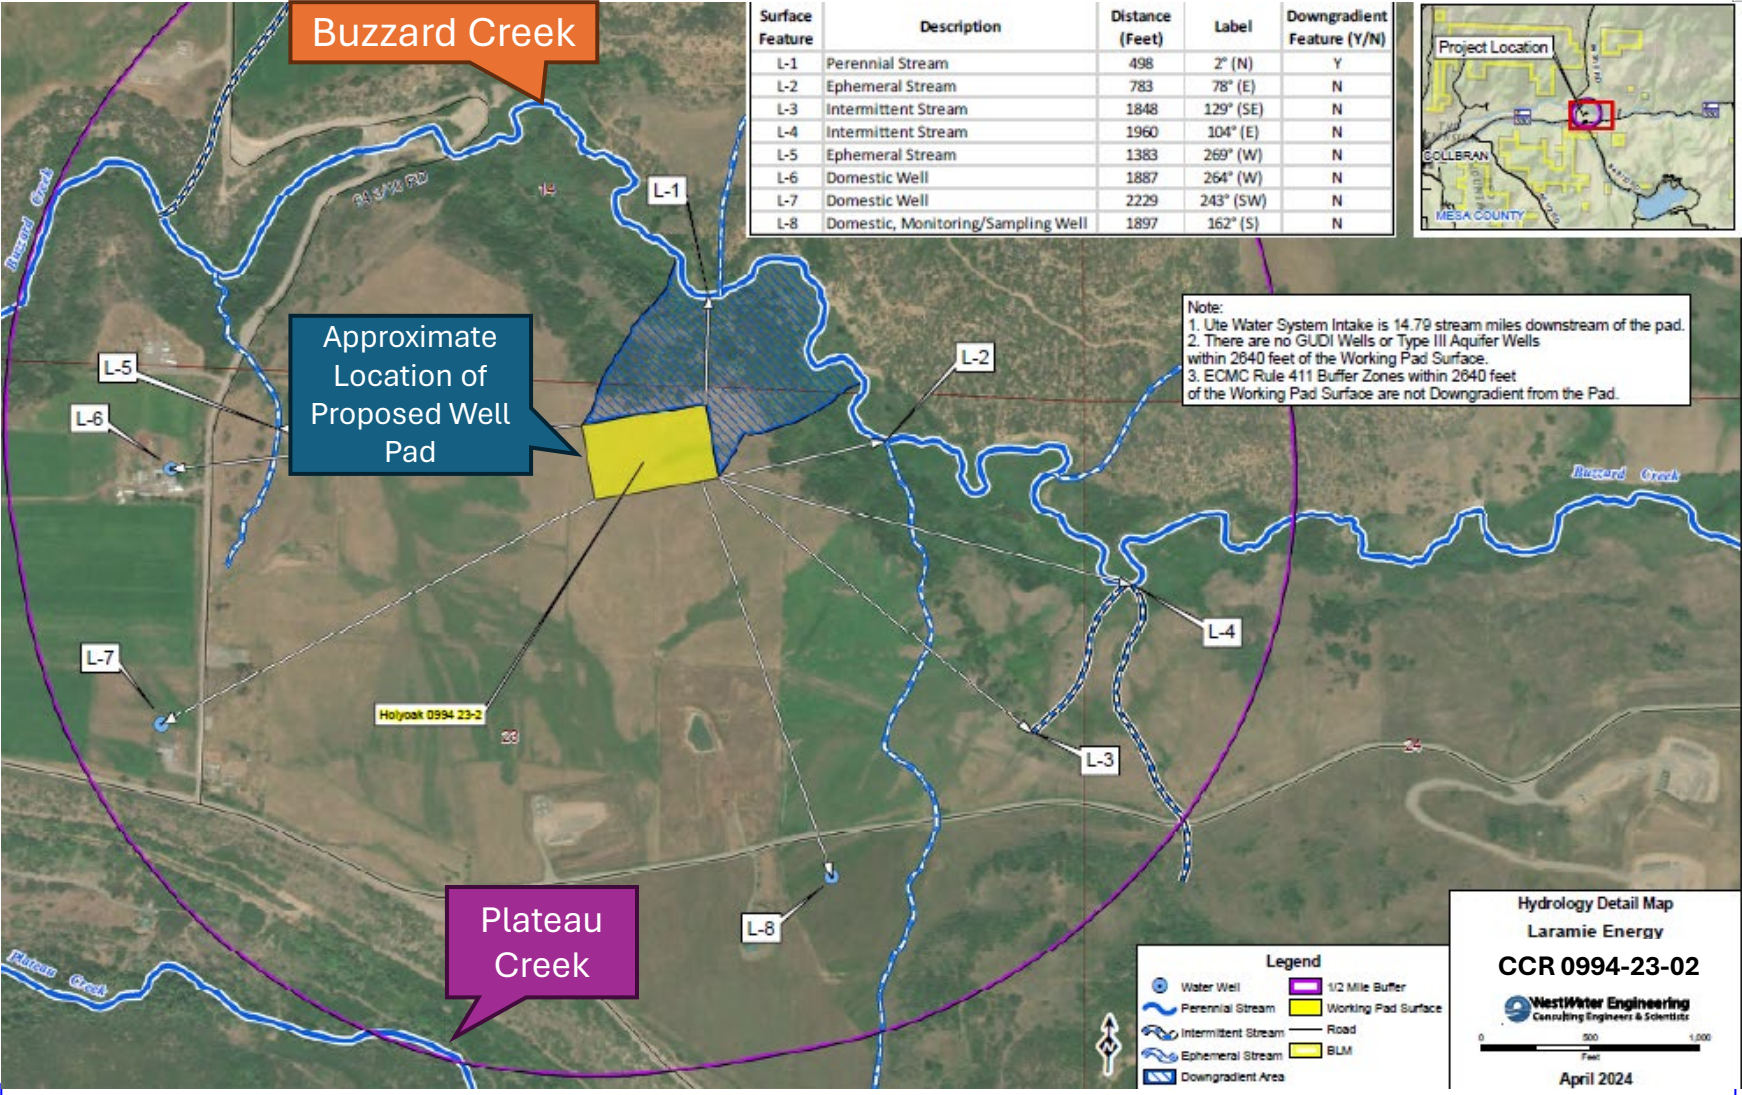 Buzzard Creek
Surface Feature Description Distance (Feet) Label Downgradient Feature (Y/N)
L-1 Perennial Stream 498 2° (N) Y
L-2 Ephemeral Stream 783 78° (E) N
L-3 Intermittent Stream 1848 129° (SE) N
L-4 Intermittent Stream 1960 104° (E) N
L-5 Ephemeral Stream 1383 269° (W) N
L-6 Domestic Well 1887 264° (W) N
L-7 Domestic Well 2229 243° (SW) N
L-8 Domestic, Monitoring/Sampling Well 1897 162° (S) N
Project Location
COLLBRAN
MESA COUNTY
Buzzard Creek
14
L-1
Note:
1. Ute Water System Intake is 14.79 stream miles downstream of the pad.
2. There are no GUDI Wells or Type III Aquifer Wells
within 2640 feet of the Working Pad Surface.
3. ECMC Rule 411 Buffer Zones within 2640 feet
of the Working Pad Surface are not Downgradient from the Pad.
Approximate
Location of
Proposed Well
Pad
L-5
L-2
L-6
Buzzard Creek
L-4
L-7
Holyoak 0994 23-2
23
24
L-3
L-8
Plateau
Creek
Plateau Creek
Legend
Water Well
Perennial Stream
Intermittent Stream
Ephemeral Stream
Downgradient Area
1/2 Mile Buffer
Working Pad Surface
Road
BLM
N
Hydrology Detail Map
Laramie Energy
CCR 0994-23-02
WestWater Engineering
Consulting Engineers & Scientists
0 500 1,000
Feet
April 2024